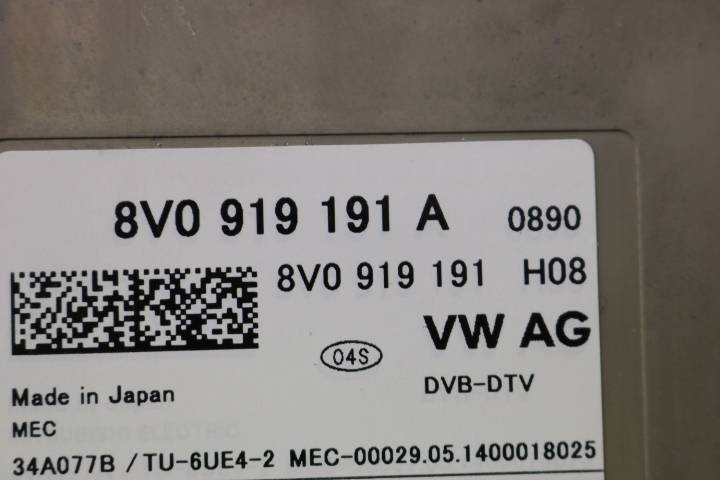 8V0 919 191 A 0890
8V0 919 191 H08
VW AG
04S
DVB-DTV
Made in Japan
MEC
34A077B / TU-6UE4-2 MEC-00029.05.1400018025